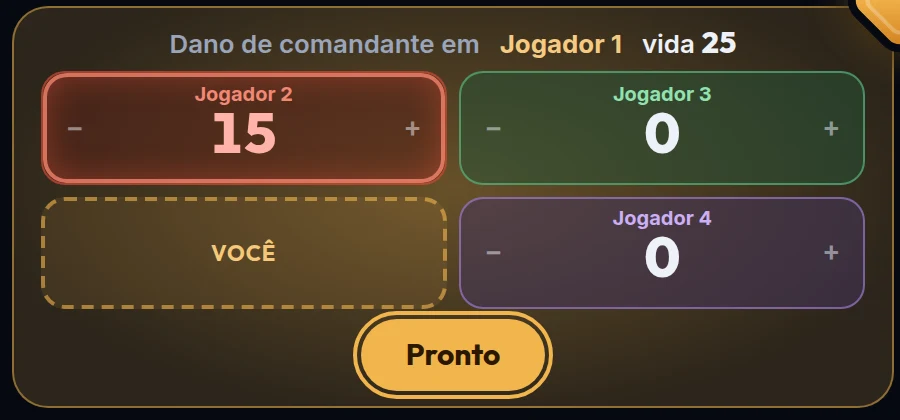 Dano de comandante em Jogador 1 vida 25
Jogador 2
− 15 +
Jogador 3
− 0 +
VOCÊ
Jogador 4
− 0 +
Pronto